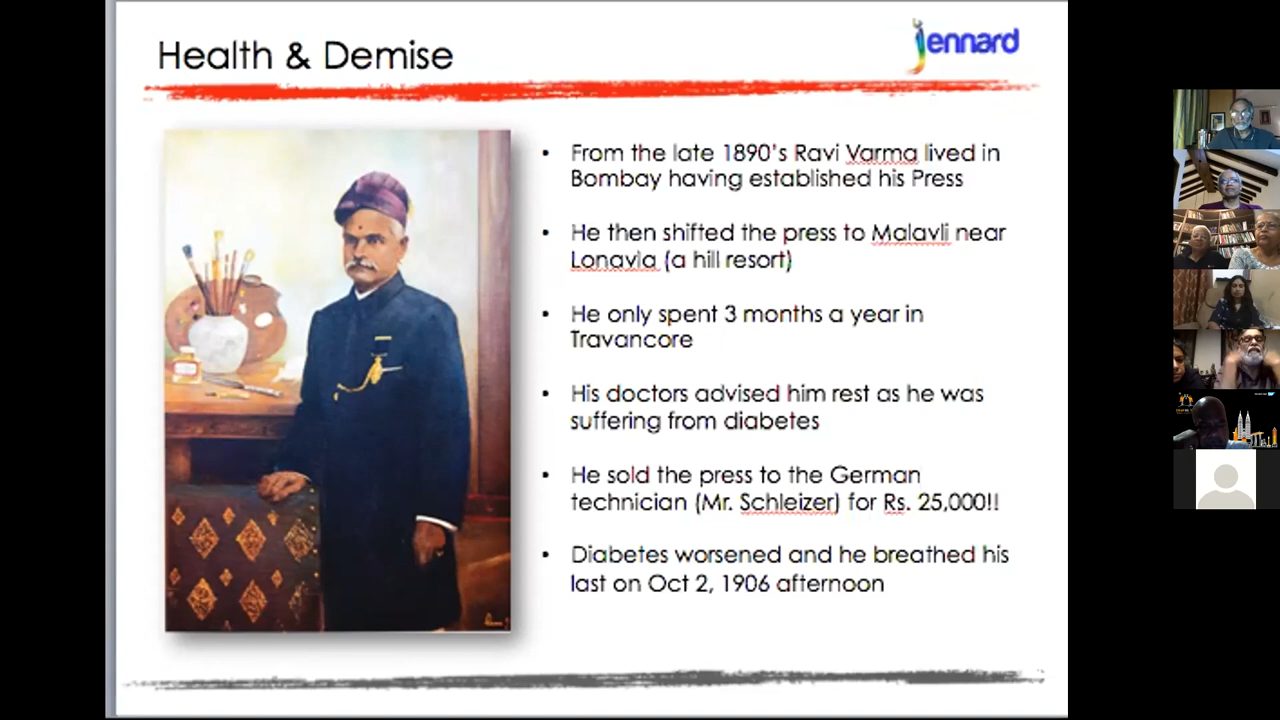 Health & Demise
jennard
• From the late 1890's Ravi Varma lived in
Bombay having established his Press
• He then shifted the press to Malavli near
Lonavla (a hill resort)
• He only spent 3 months a year in
Travancore
• His doctors advised him rest as he was
suffering from diabetes
• He sold the press to the German
technician (Mr. Schleizer) for Rs. 25,000!!
• Diabetes worsened and he breathed his
last on Oct 2, 1906 afternoon